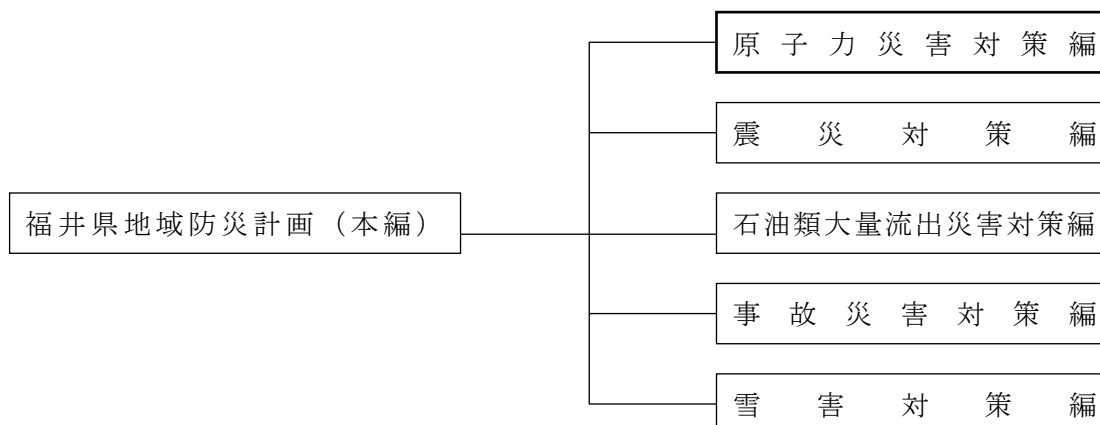 原子力災害対策編
震災対策編
福井県地域防災計画（本編）
石油類大量流出災害対策編
事故災害対策編
雪害対策編